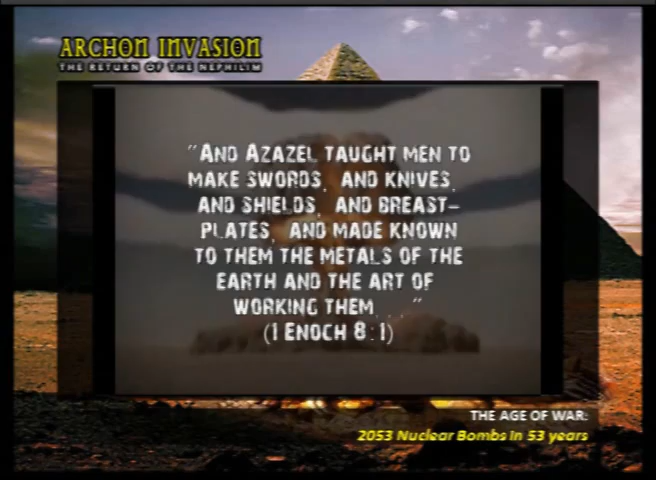 ARCHON INVASION
THE RETURN OF THE NEPHILIM
"AND AZAZEL TAUGHT MEN TO
MAKE SWORDS, AND KNIVES,
AND SHIELDS, AND BREAST-
PLATES, AND MADE KNOWN
TO THEM THE METALS OF THE
EARTH AND THE ART OF
WORKING THEM. . ."
(1 ENOCH 8:1)
THE AGE OF WAR:
2053 Nuclear Bombs in 53 years